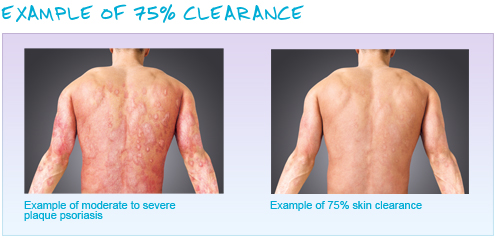 EXAMPLE OF 75% CLEARANCE
Example of moderate to severe
plaque psoriasis
Example of 75% skin clearance